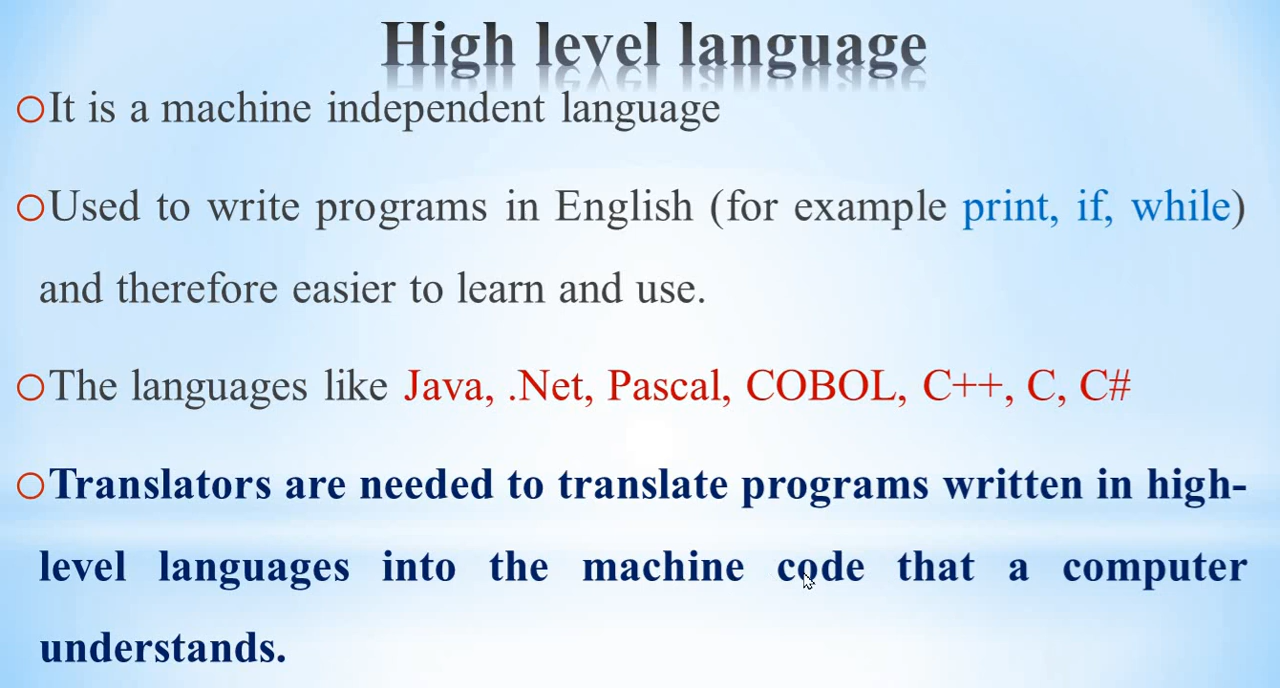 High level language
It is a machine independent language
Used to write programs in English (for example print, if, while)
and therefore easier to learn and use.
The languages like Java, .Net, Pascal, COBOL, C++, C, C#
Translators are needed to translate programs written in high-
level languages into the machine code that a computer
understands.